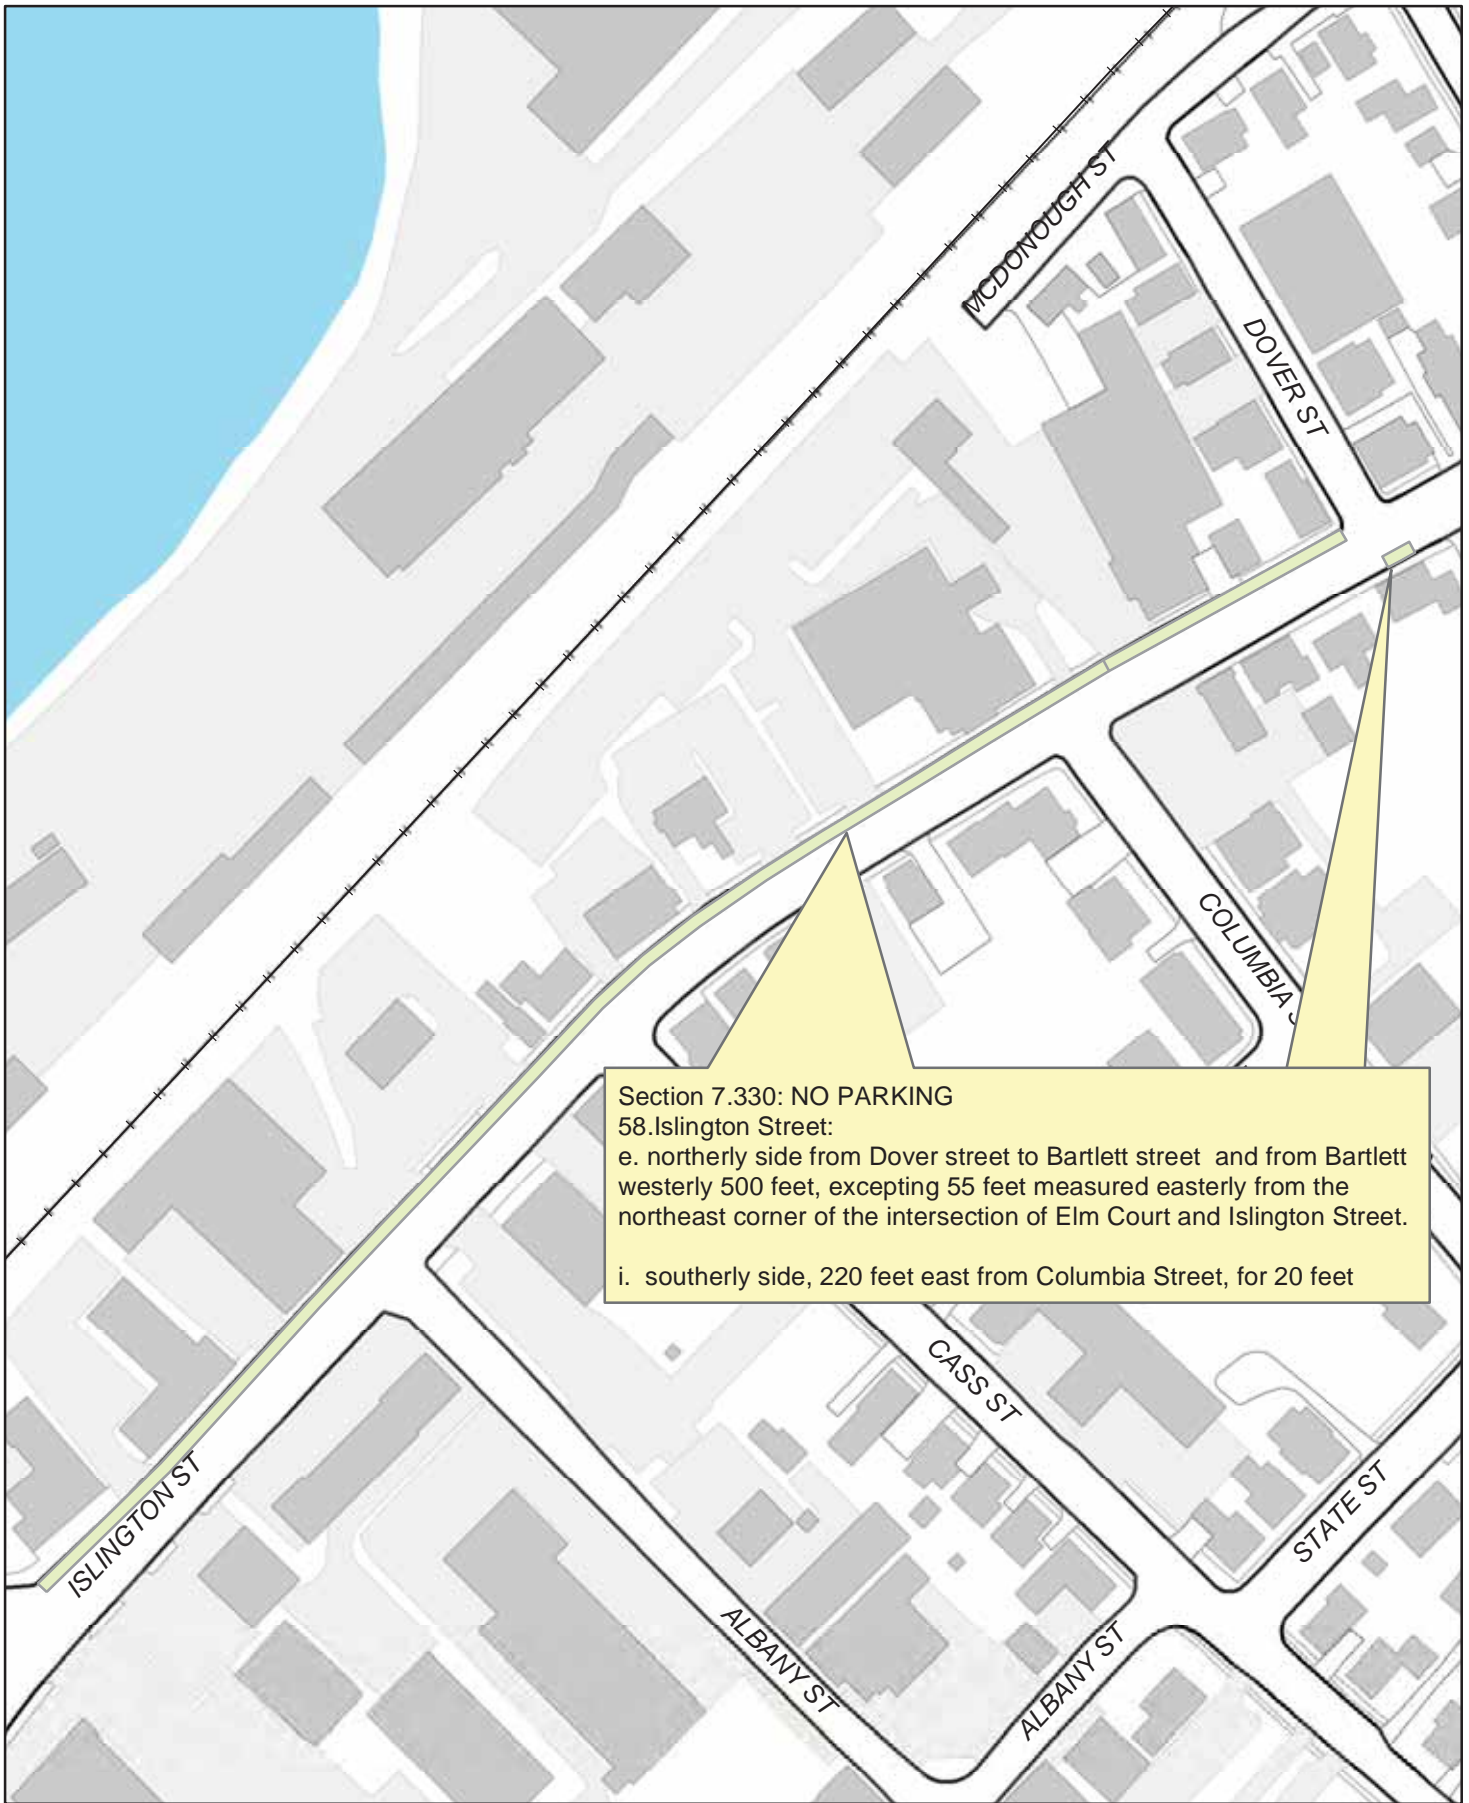 MCDONOUGH ST
DOVER ST
COLUMBIA S
Section 7.330: NO PARKING
58.Islington Street:
e. northerly side from Dover street to Bartlett street  and from Bartlett
westerly 500 feet, excepting 55 feet measured easterly from the
northeast corner of the intersection of Elm Court and Islington Street.
i.  southerly side, 220 feet east from Columbia Street, for 20 feet
CASS ST
ISLINGTON ST
STATE ST
ALBANY ST
ALBANY ST